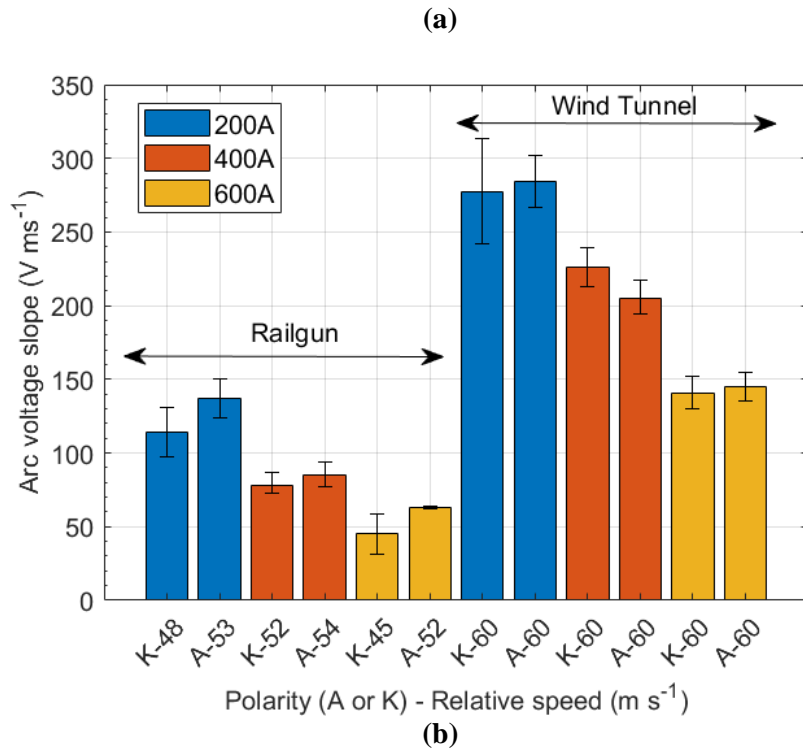 (a)
350
300
250
200
150
100
50
0
Arc voltage slope (V ms⁻¹)
200A
400A
600A
Railgun
Wind Tunnel
K-48 A-53 K-52 A-54 K-45 A-52 K-60 A-60 K-60 A-60 K-60 A-60
Polarity (A or K) - Relative speed (m s⁻¹)
(b)